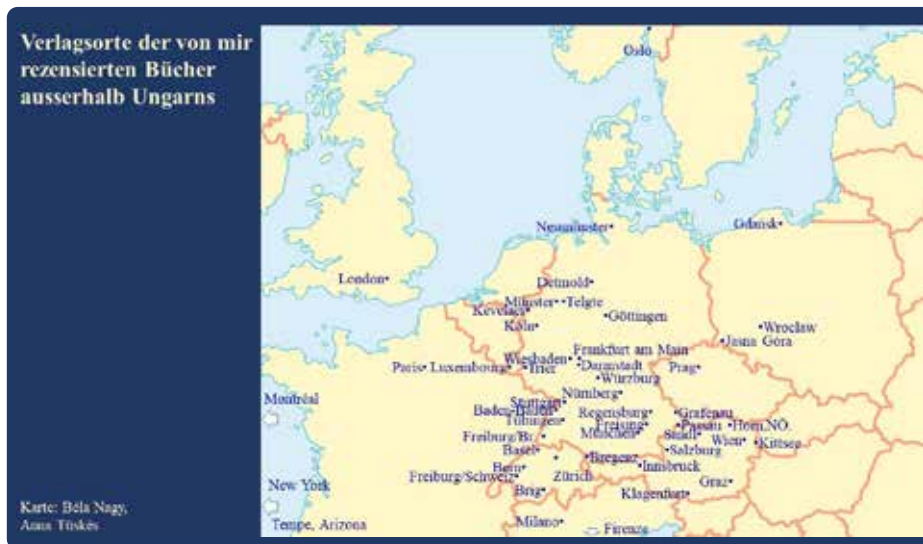 Verlagsorte der von mir
rezensierten Bücher
ausserhalb Ungarns
Oslo
Neumünster
Gdansk
London
Detmold
Münster Telgte
Kevelaer
Göttingen
Köln
Wrocław
Jasna Góra
Wiesbaden Frankfurt am Main
Paris Luxembourg Trier Darmstadt Prag
Würzburg
Nürnberg
Montréal
Stuttgart
Baden-Baden Regensburg Grafenau
Tübingen Freising Passau Horn,NÖ.
Freiburg/Br. München Wien Kittsee
Basel Salzburg
Bregenz
Bern Zürich Innsbruck
Freiburg/Schweiz
New York
Brig Klagenfurt Graz
Karte: Béla Nagy,
Anna Tüskés
Tempe, Arizona
Milano Firenze